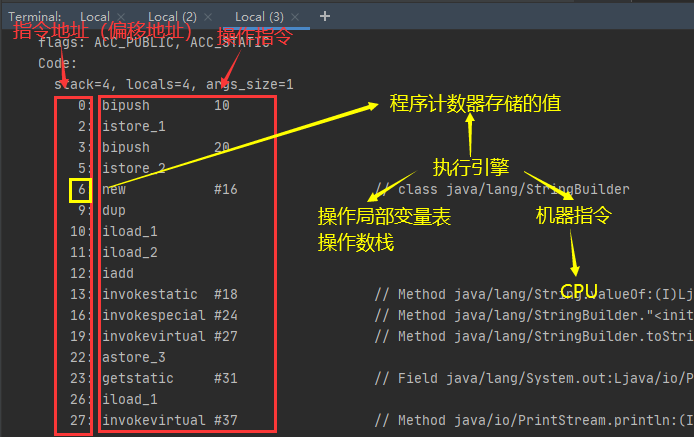 Terminal: Local × Local (2) × Local (3) × +
指令地址（偏移地址） 操作指令
flags: ACC_PUBLIC, ACC_STATIC
Code:
stack=4, locals=4, args_size=1
0: bipush 10
程序计数器存储的值
2: istore_1
3: bipush 20
5: istore_2
执行引擎
6: new #16 // class java/lang/StringBuilder
9: dup
操作局部变量表
操作数栈
机器指令
10: iload_1
11: iload_2
12: iadd
CPU
13: invokestatic #18 // Method java/lang/String.valueOf:(I)Lj
16: invokespecial #24 // Method java/lang/StringBuilder."<init
19: invokevirtual #27 // Method java/lang/StringBuilder.toStri
22: astore_3
23: getstatic #31 // Field java/lang/System.out:Ljava/io/P
26: iload_1
27: invokevirtual #37 // Method java/io/PrintStream.println:(I